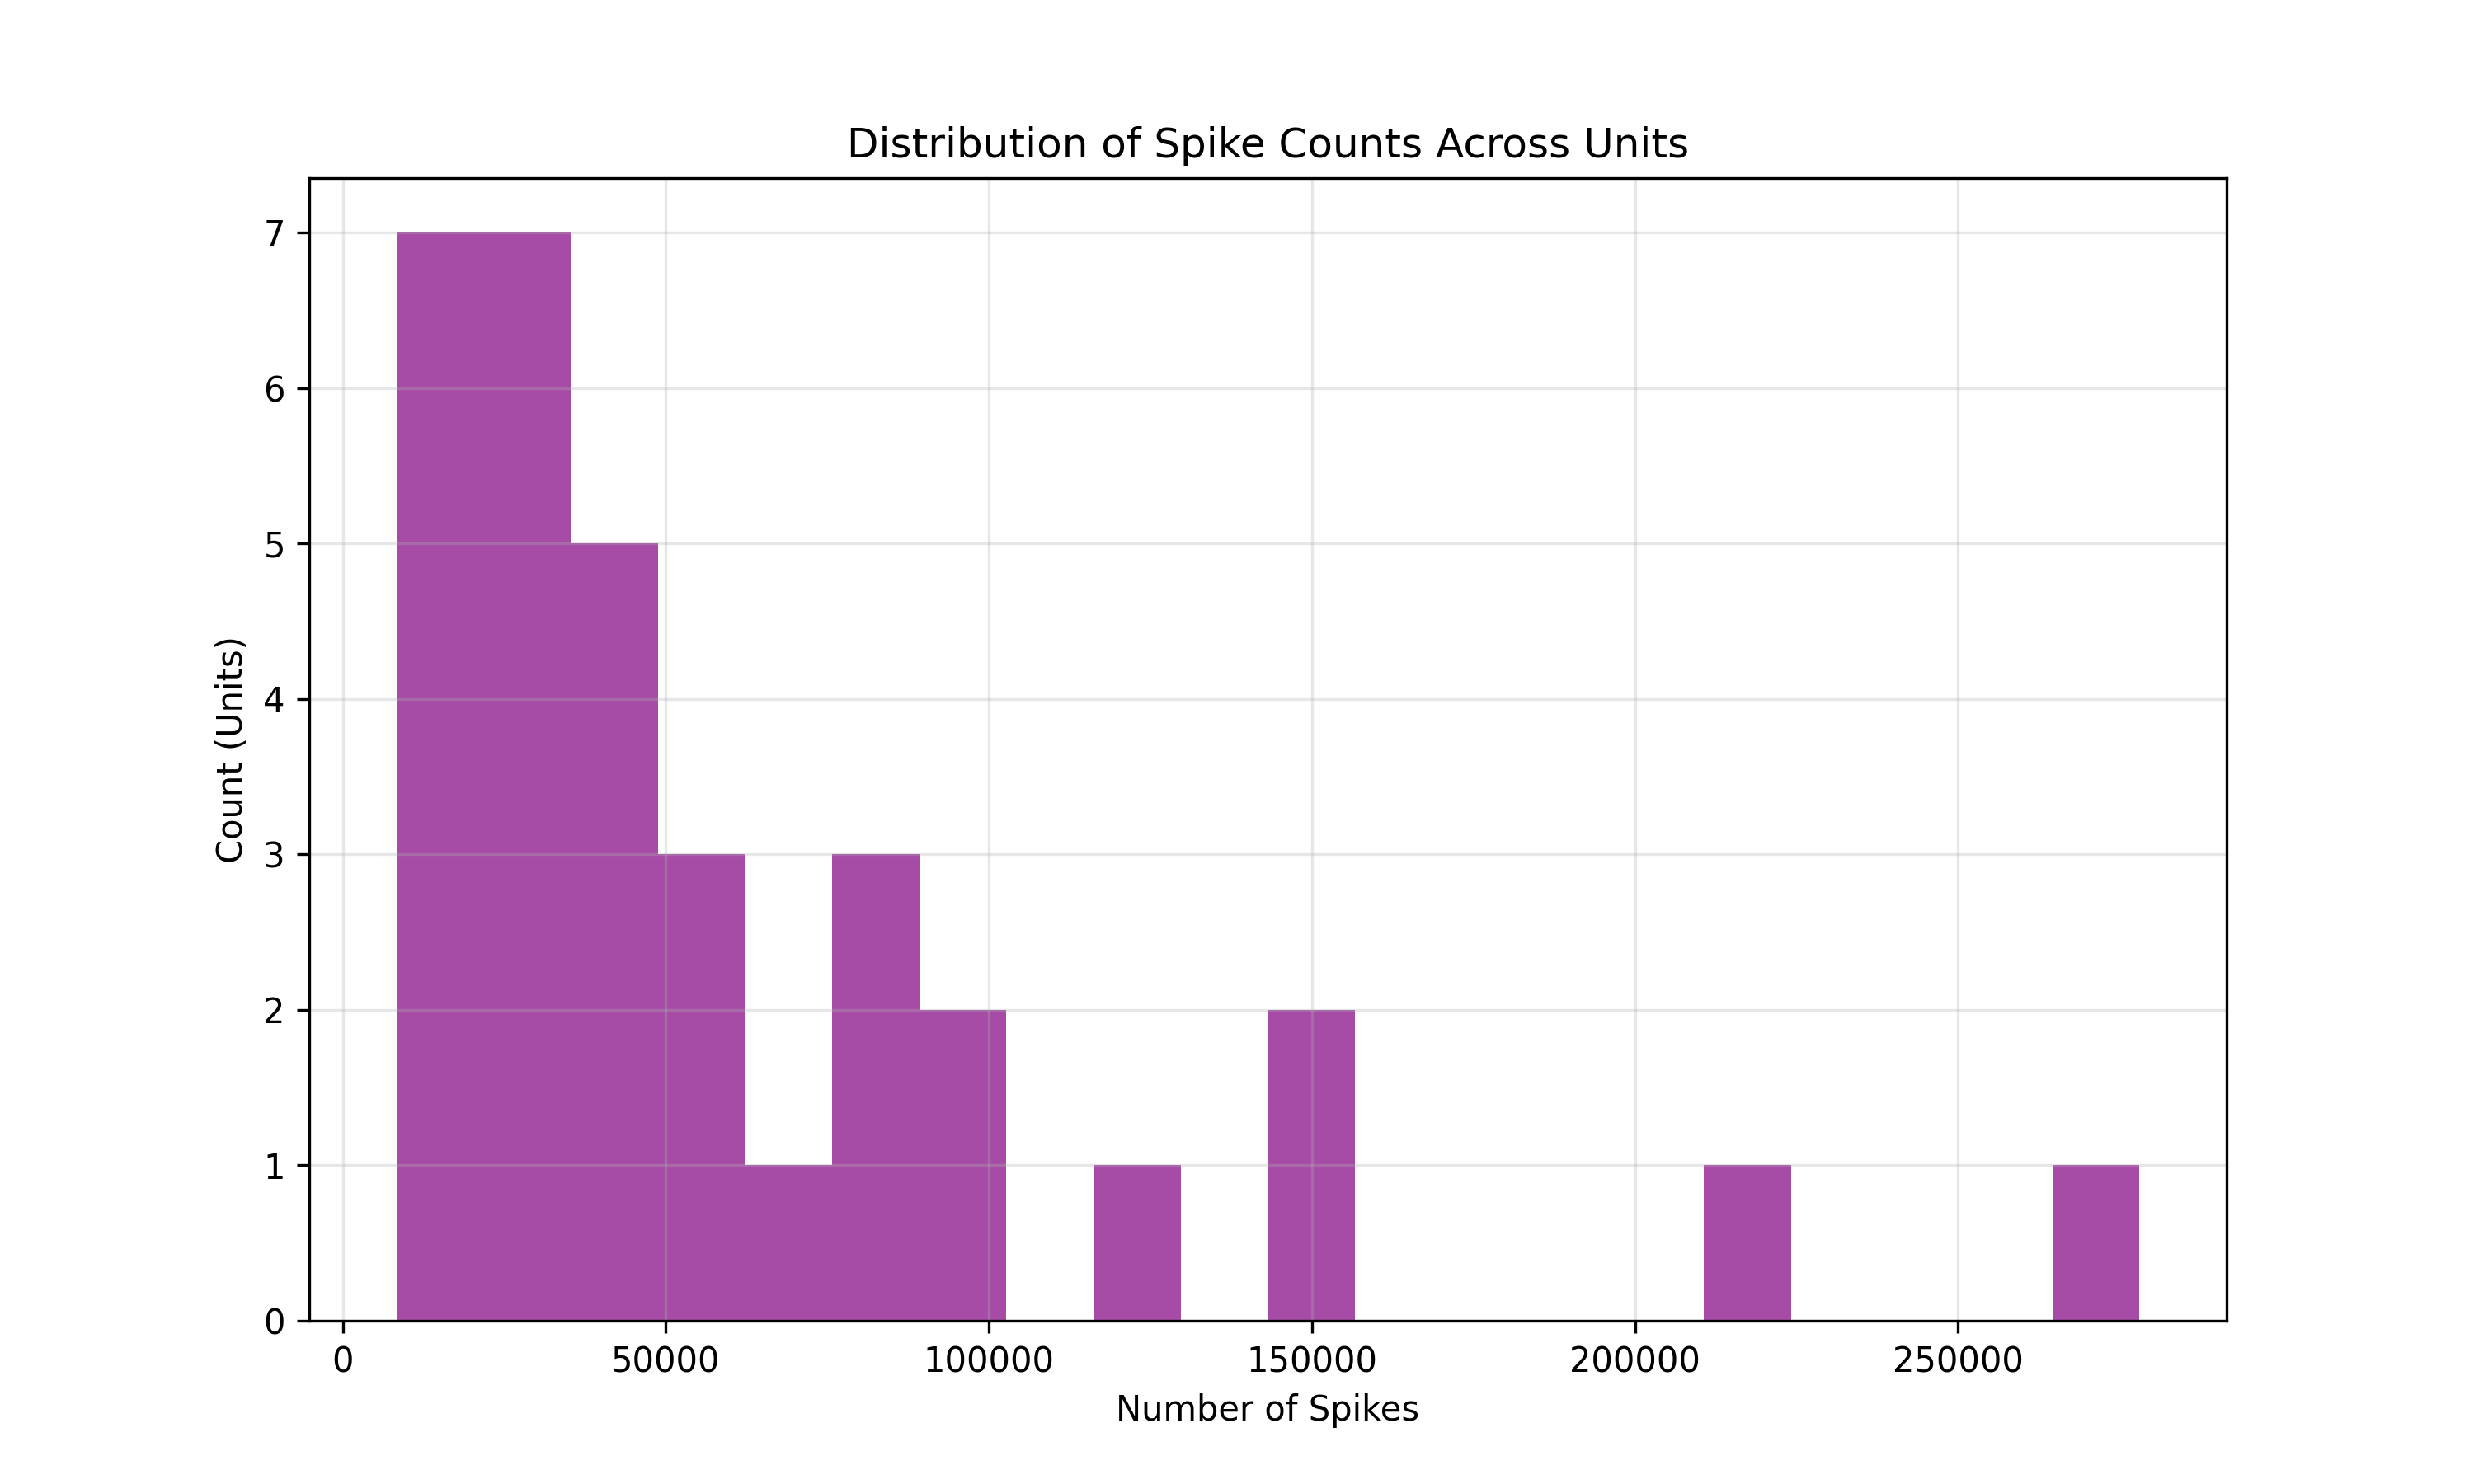 Distribution of Spike Counts Across Units
Count (Units)
7
6
5
4
3
2
1
0
0 50000 100000 150000 200000 250000
Number of Spikes